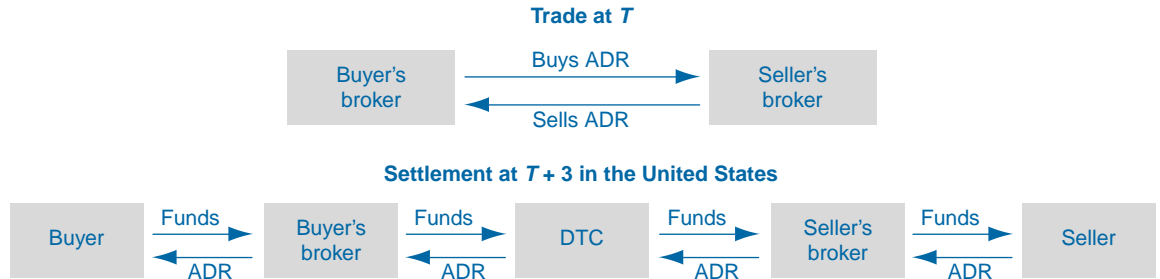 Trade at T
Buyer's
broker
Buys ADR
Sells ADR
Seller's
broker
Settlement at T + 3 in the United States
Buyer
Funds
ADR
Buyer's
broker
Funds
ADR
DTC
Funds
ADR
Seller's
broker
Funds
ADR
Seller